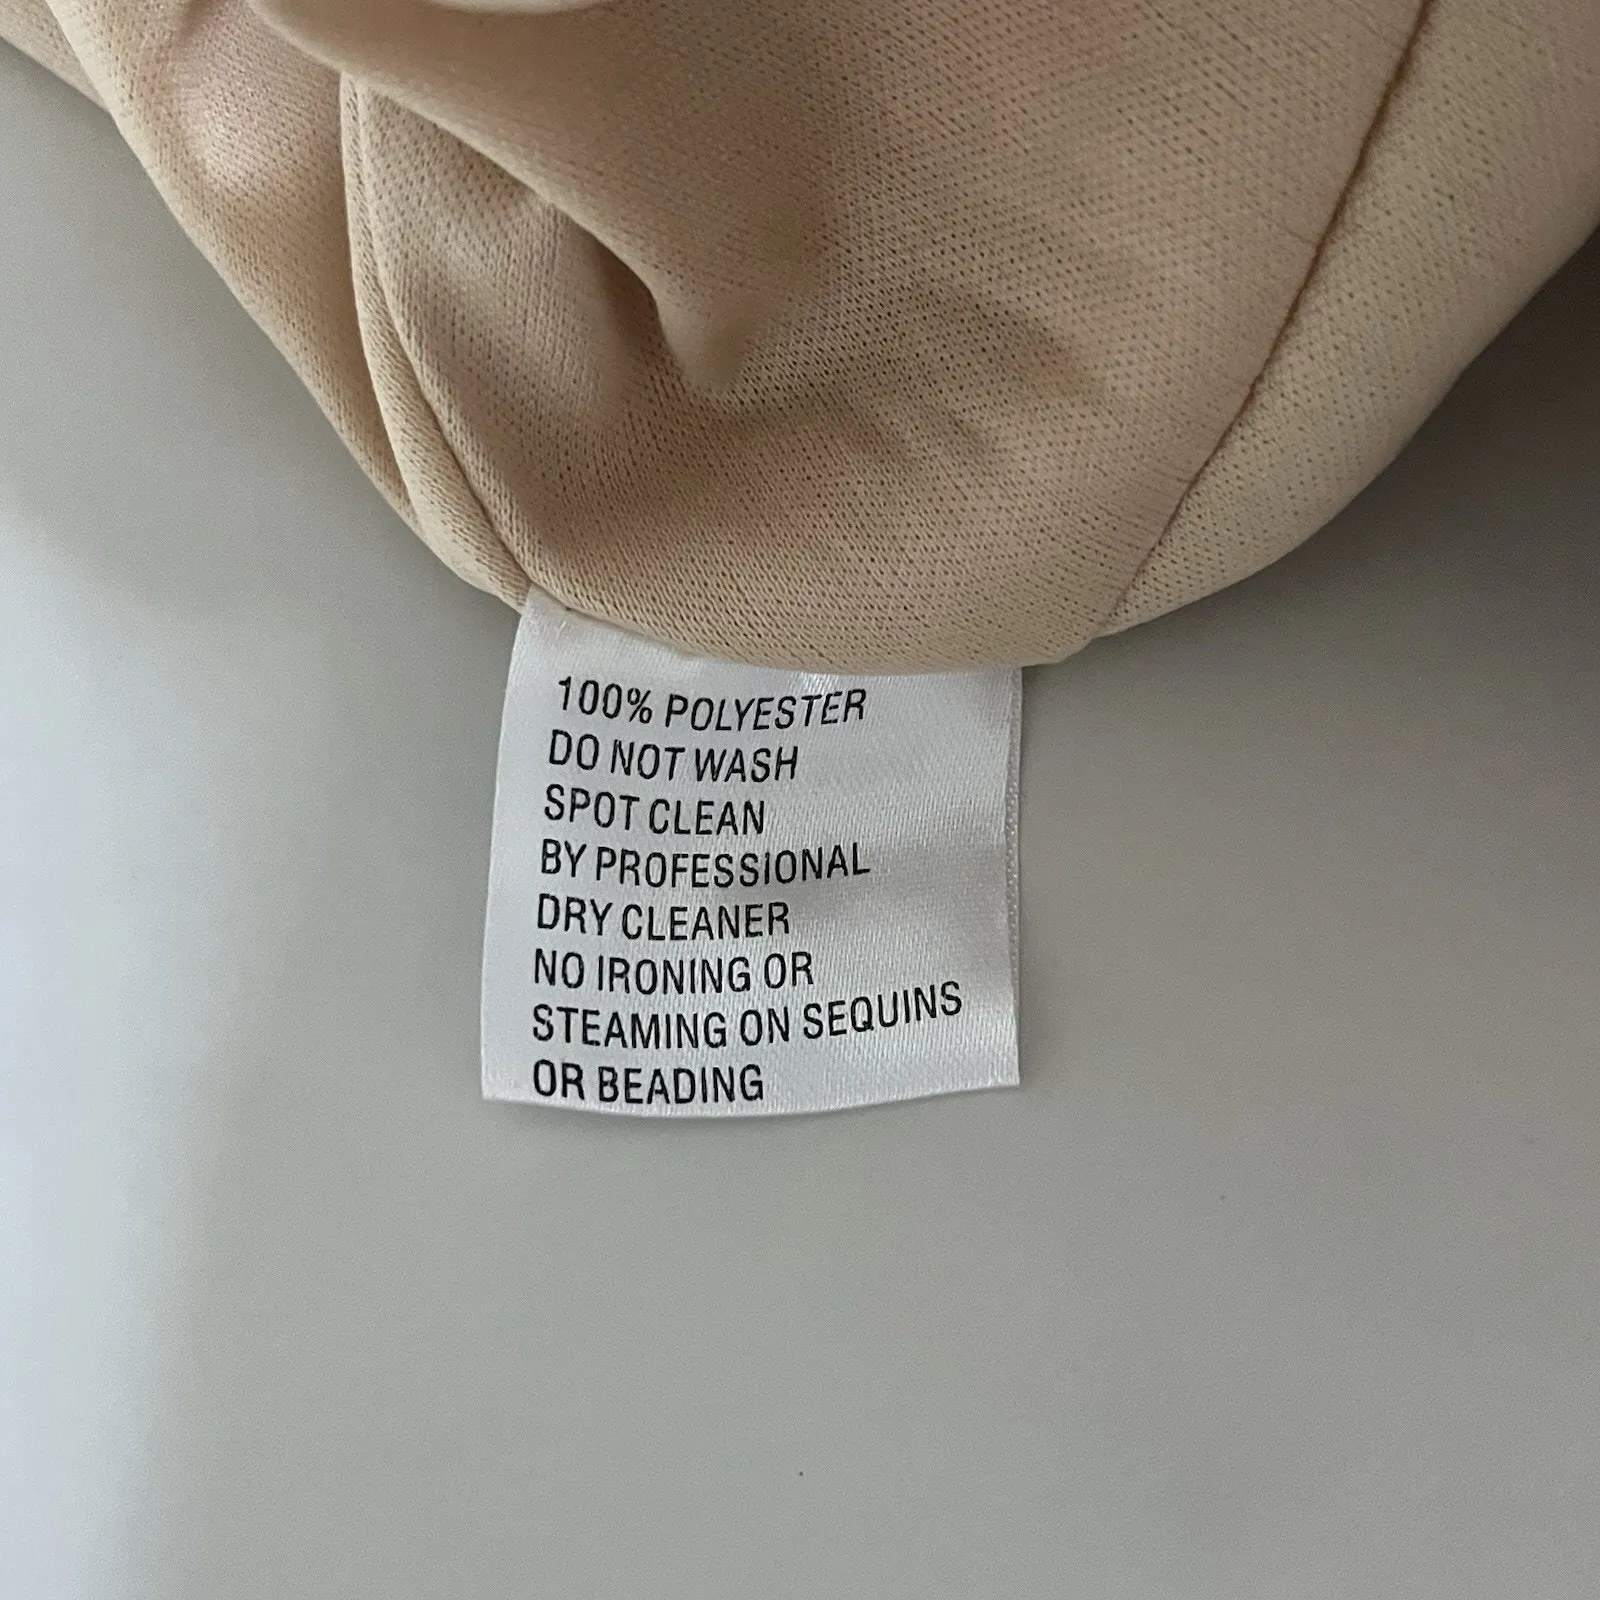 100% POLYESTER
DO NOT WASH
SPOT CLEAN
BY PROFESSIONAL
DRY CLEANER
NO IRONING OR
STEAMING ON SEQUINS
OR BEADING